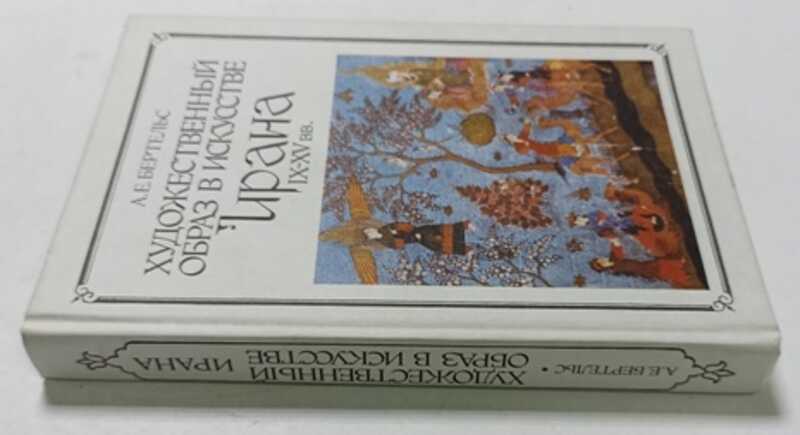 А.Е. БЕРТЕЛЬС
ХУДОЖЕСТВЕННЫЙ
ОБРАЗ В ИСКУССТВЕ
Ирана
IX-XV вв.
А.Е. БЕРТЕЛЬС • ХУДОЖЕСТВЕННЫЙ
ОБРАЗ В ИСКУССТВЕ ИРАНА